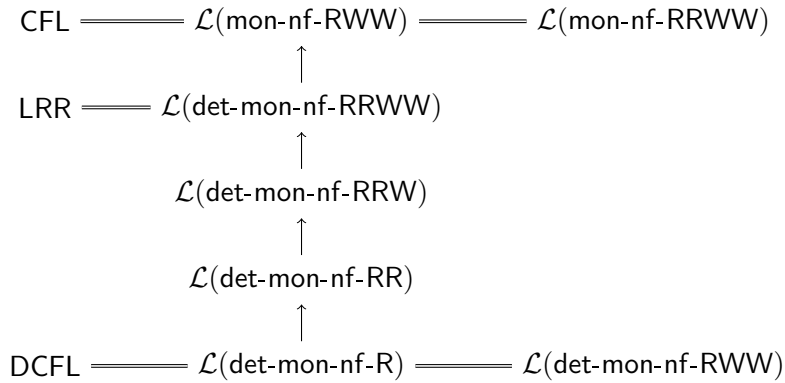 CFL ═══ ℒ(mon-nf-RWW) ═══ ℒ(mon-nf-RRWW)
LRR ═══ ℒ(det-mon-nf-RRWW)
ℒ(det-mon-nf-RRW)
ℒ(det-mon-nf-RR)
DCFL ═══ ℒ(det-mon-nf-R) ═══ ℒ(det-mon-nf-RWW)